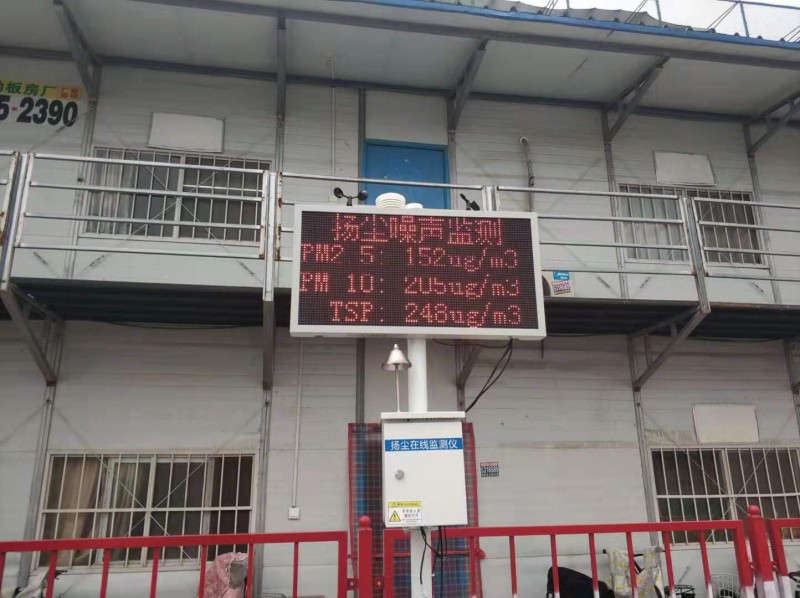 板房厂
5-2390
扬尘噪声监测
PM2 5: 152ug/m3
PM 10: 205ug/m3
TSP: 248ug/m3
扬尘在线监测仪